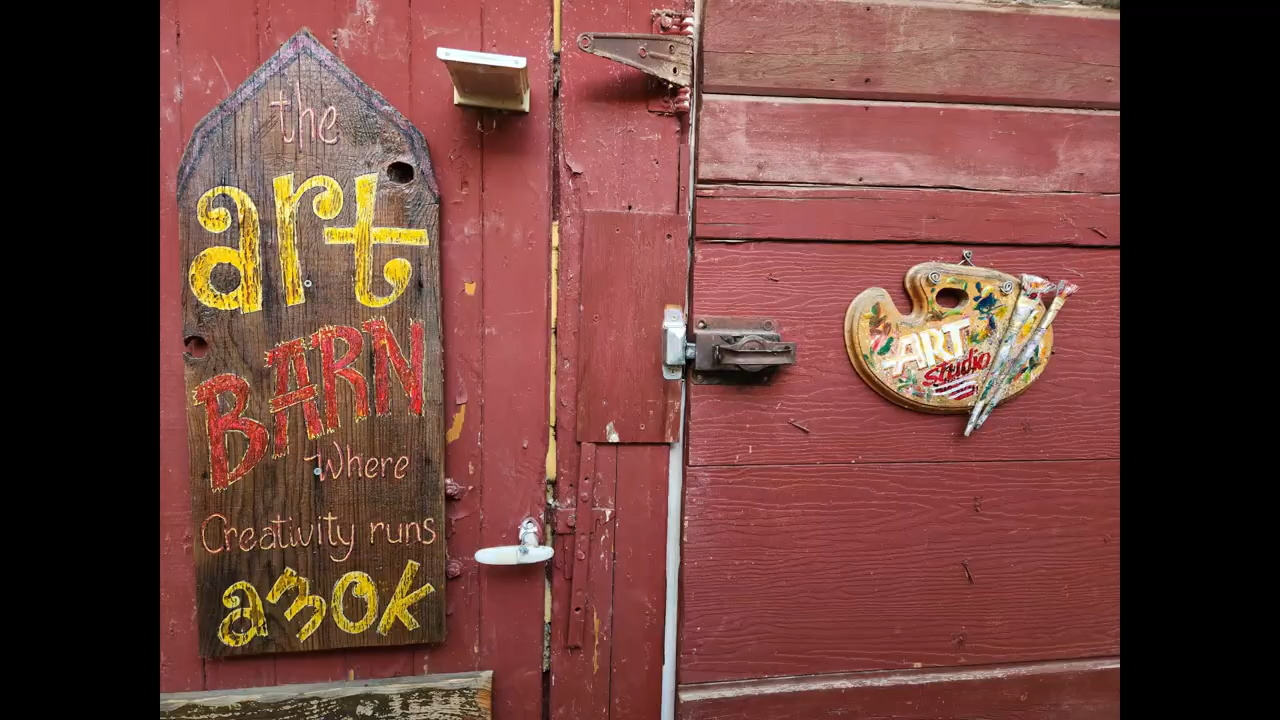 the
art
BARN
where
Creativity runs
amok
ART
studio